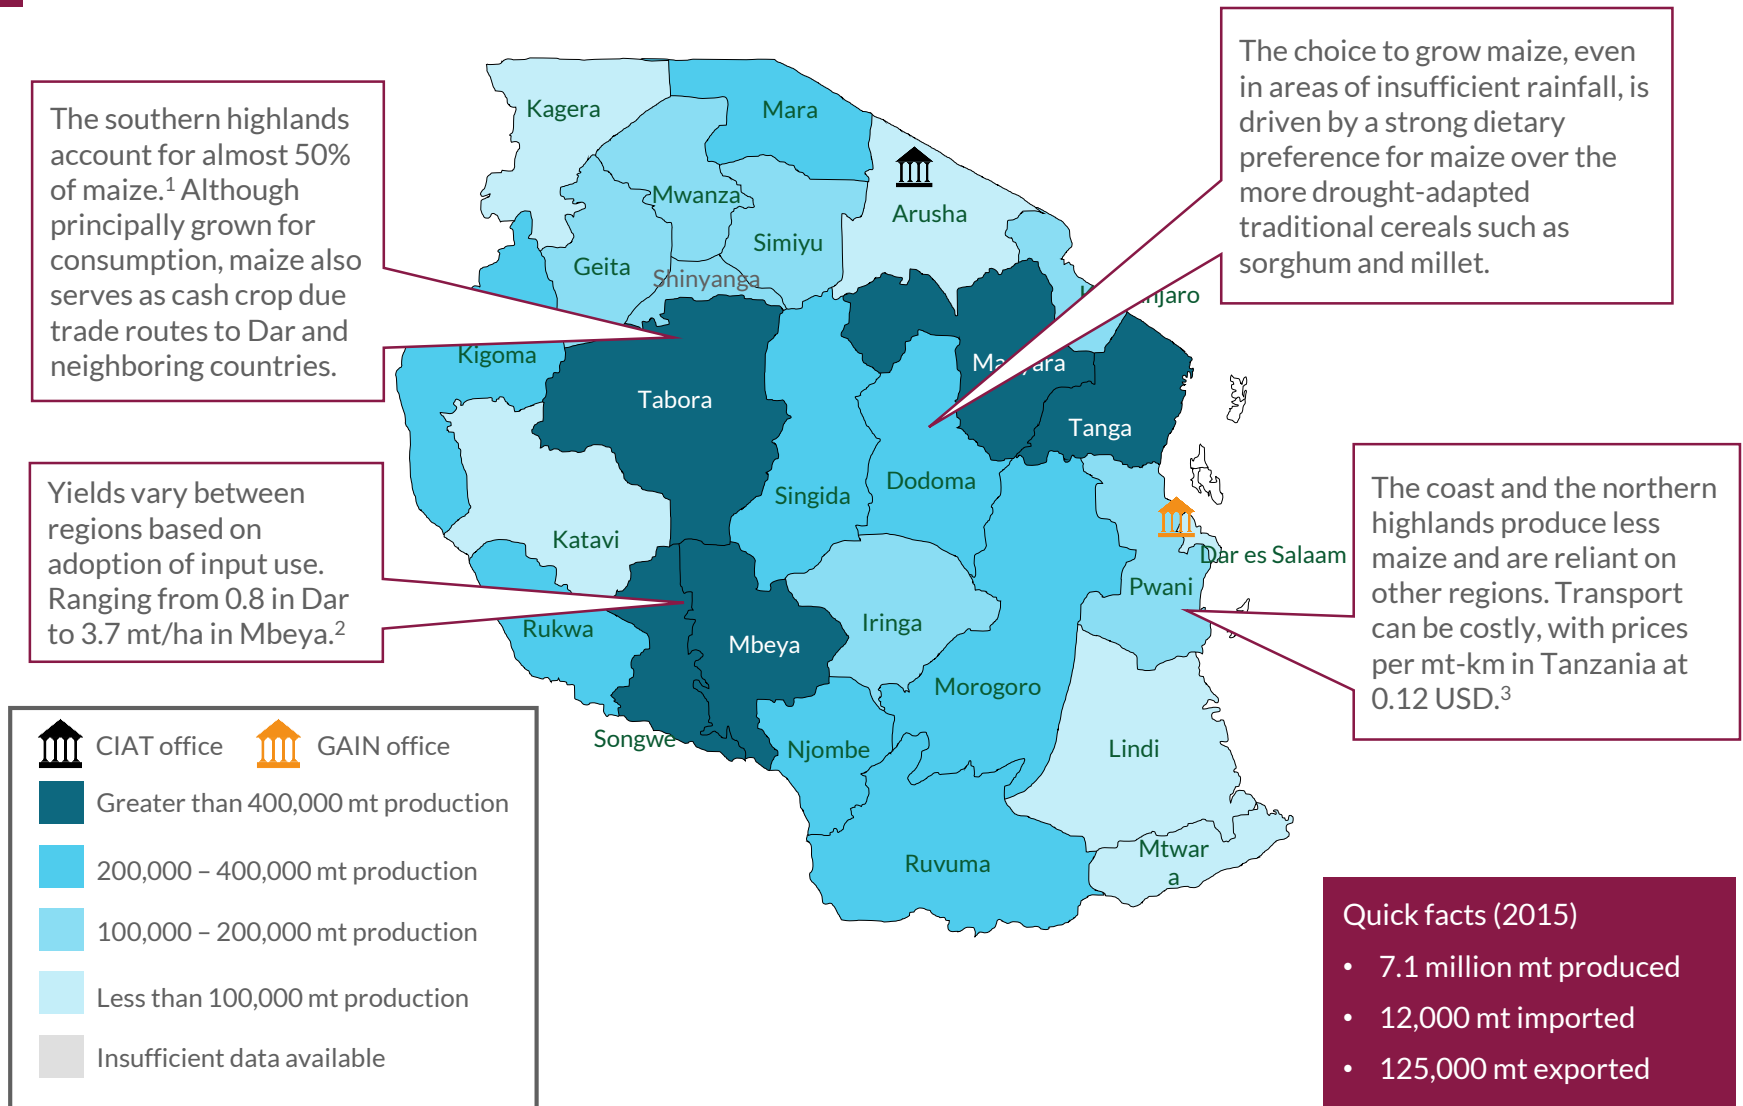 The southern highlands
account for almost 50%
of maize.1 Although
principally grown for
consumption, maize also
serves as cash crop due
trade routes to Dar and
neighboring countries.
The choice to grow maize, even
in areas of insufficient rainfall, is
driven by a strong dietary
preference for maize over the
more drought-adapted
traditional cereals such as
sorghum and millet.
Yields vary between
regions based on
adoption of input use.
Ranging from 0.8 in Dar
to 3.7 mt/ha in Mbeya.2
The coast and the northern
highlands produce less
maize and are reliant on
other regions. Transport
can be costly, with prices
per mt-km in Tanzania at
0.12 USD.3
Kagera
Mara
Mwanza
Arusha
Simiyu
Geita
Shinyanga
njaro
Kigoma
Tabora
Ma yara
Tanga
Singida
Dodoma
Katavi
Dar es Salaam
Pwani
Rukwa
Mbeya
Iringa
Morogoro
Songwe
Njombe
Lindi
Ruvuma
Mtwar
a
CIAT office
GAIN office
Greater than 400,000 mt production
200,000 – 400,000 mt production
100,000 – 200,000 mt production
Less than 100,000 mt production
Insufficient data available
Quick facts (2015)
• 7.1 million mt produced
• 12,000 mt imported
• 125,000 mt exported